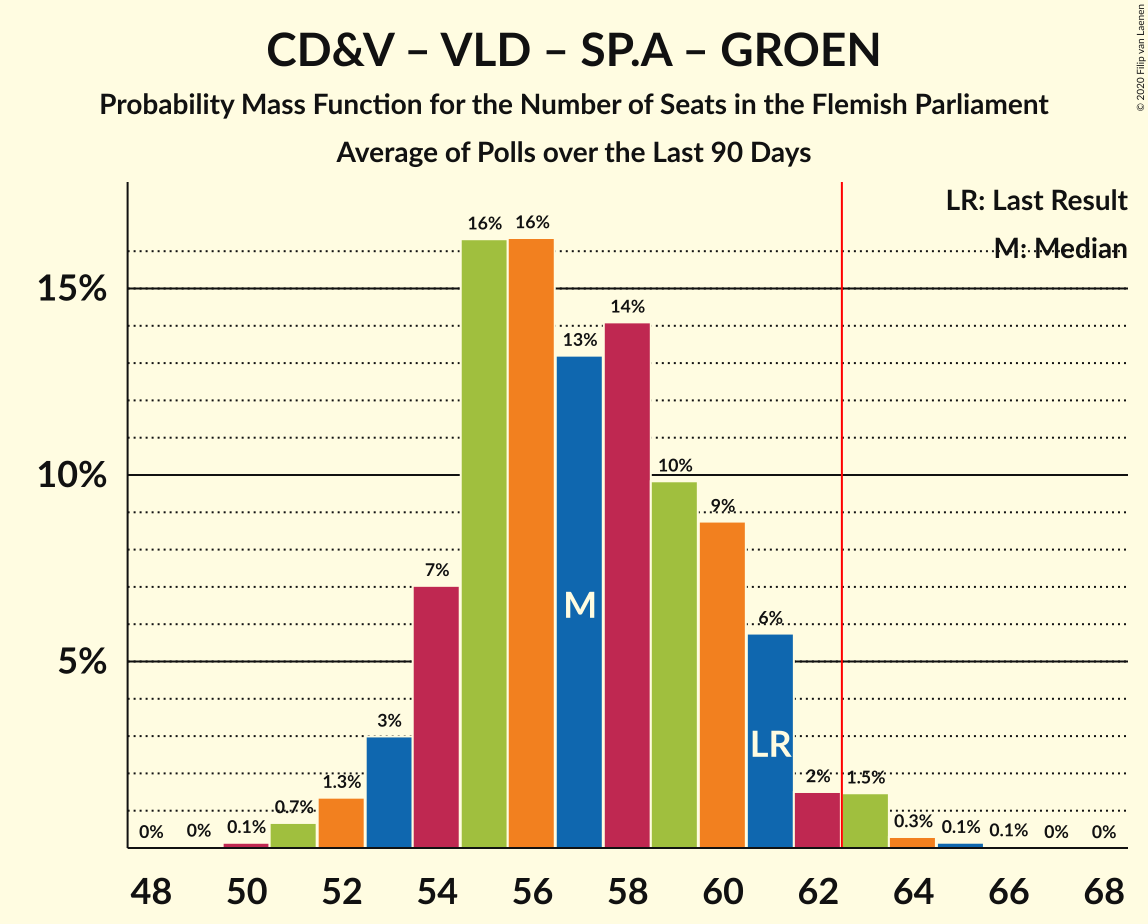 CD&V – VLD – SP.A – GROEN
Probability Mass Function for the Number of Seats in the Flemish Parliament
Average of Polls over the Last 90 Days
© 2020 Filip van Laenen
LR: Last Result
M: Median
15%
10%
5%
0% 0% 0.1% 0.7% 1.3% 3% 7% 16% 16% 13% 14% 10% 9% 6% 2% 1.5% 0.3% 0.1% 0.1% 0% 0%
M
LR
48 50 52 54 56 58 60 62 64 66 68